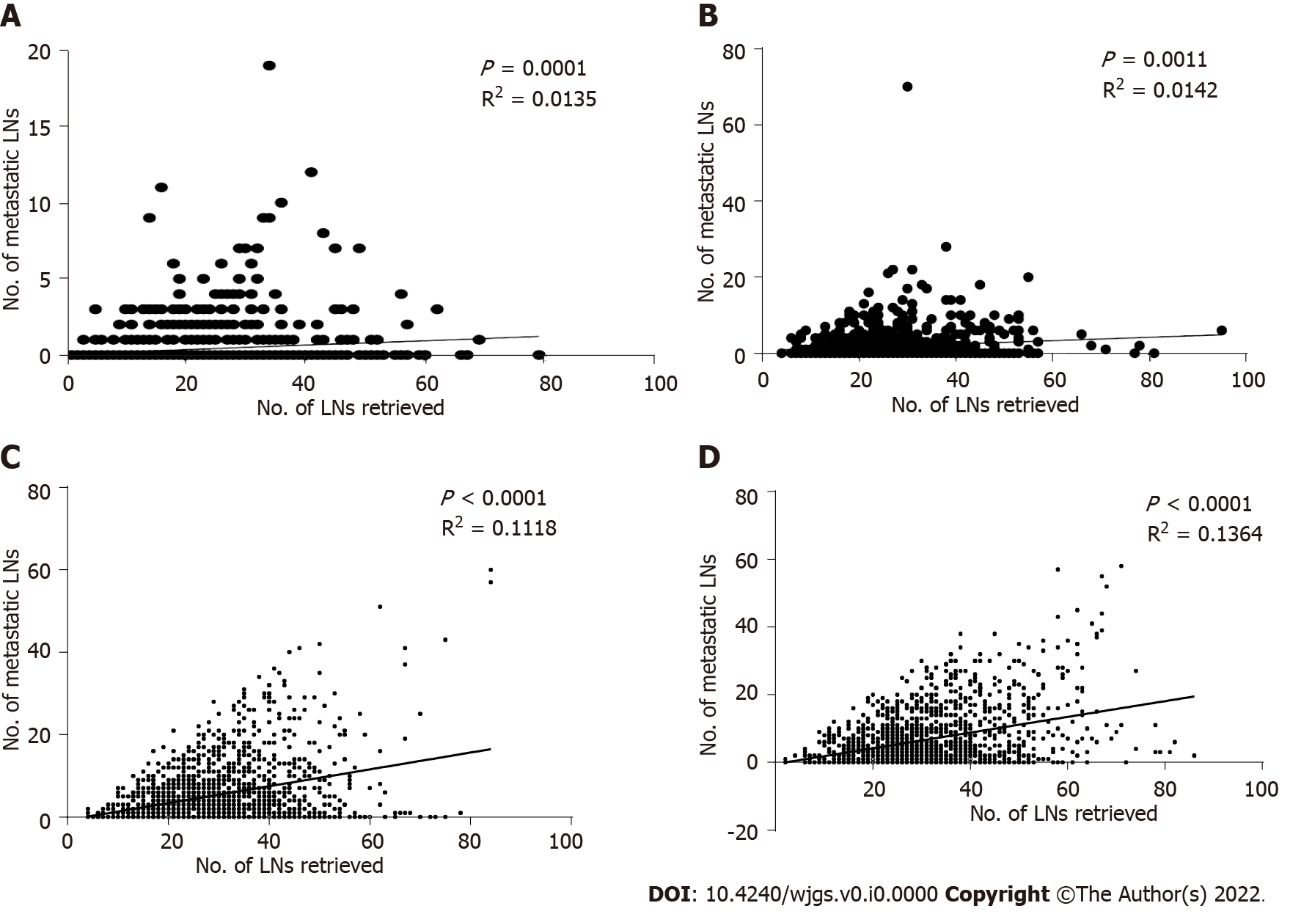 A
P = 0.0001
R² = 0.0135
No. of metastatic LNs
20
15
10
5
0
0 20 40 60 80 100
No. of LNs retrieved
B
P = 0.0011
R² = 0.0142
No. of metastatic LNs
80
60
40
20
0
0 20 40 60 80 100
No. of LNs retrieved
C
P < 0.0001
R² = 0.1118
No. of metastatic LNs
80
60
40
20
0
0 20 40 60 80 100
No. of LNs retrieved
D
P < 0.0001
R² = 0.1364
No. of metastatic LNs
80
60
40
20
0
-20
20 40 60 80 100
No. of LNs retrieved
DOI: 10.4240/wjgs.v0.i0.0000 Copyright ©The Author(s) 2022.